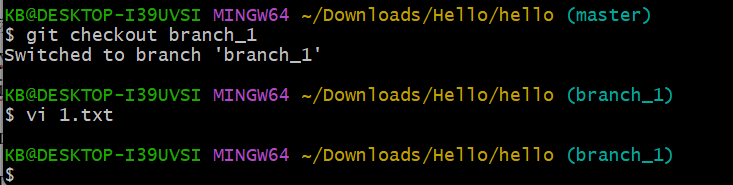 KB@DESKTOP-I39UVSI MINGW64 ~/Downloads/Hello/hello (master)
$ git checkout branch_1
Switched to branch 'branch_1'
KB@DESKTOP-I39UVSI MINGW64 ~/Downloads/Hello/hello (branch_1)
$ vi 1.txt
KB@DESKTOP-I39UVSI MINGW64 ~/Downloads/Hello/hello (branch_1)
$